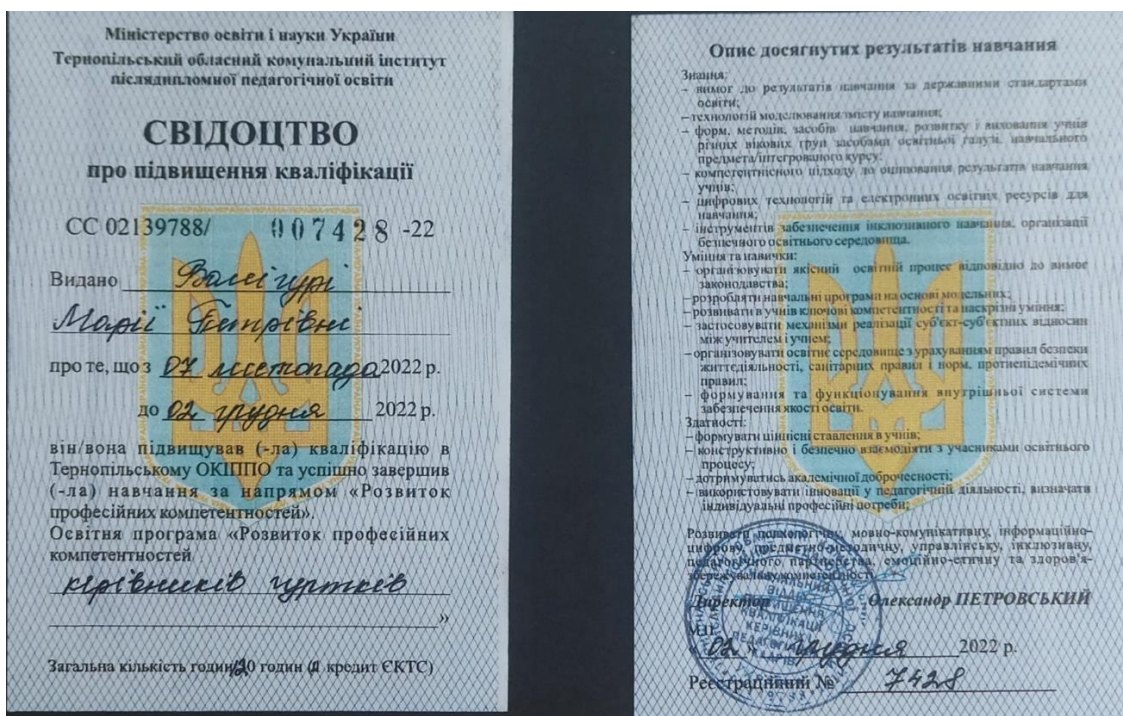 Міністерство освіти і науки України
Тернопільський обласний комунальний інститут
післядипломної педагогічної освіти
СВІДОЦТВО
про підвищення кваліфікації
СС 02139788/ 007428 -22
Видано
Марії Петрівні
про те, що з 07 листопада 2022 р.
до 02 грудня 2022 р.
він/вона підвищував (-ла) кваліфікацію в
Тернопільському ОКІППО та успішно завершив
(-ла) навчання за напрямом «Розвиток
професійних компетентностей».
Освітня програма «Розвиток професійних
компетентностей
керівників гуртків
»
Загальна кількість годин 120 годин ( кредит ЄКТС)
Опис досягнутих результатів навчання
Знання:
– вимог до результатів навчання за державними стандартами
освіти;
– технологій моделювання змісту навчання;
– форм, методів, засобів навчання, розвитку і виховання учнів
різних вікових груп засобами освітньої галузі, навчального
предмета/інтегрованого курсу;
– компетентнісного підходу до оцінювання результатів навчання
учнів;
– цифрових технологій та електронних освітніх ресурсів для
навчання;
– інструментів забезпечення інклюзивного навчання, організації
безпечного освітнього середовища.
Уміння та навички:
– організовувати якісний освітній процес відповідно до вимог
законодавства;
– розробляти навчальні програми на основі модельних;
– розвивати в учнів ключові компетентності та наскрізні уміння;
– застосовувати механізми реалізації суб'єкт-суб'єктних відносин
між учителем і учнем;
– організовувати освітнє середовище з урахуванням правил безпеки
життєдіяльності, санітарних правил і норм, протиепідемічних
правил;
– формування та функціонування внутрішньої системи
забезпечення якості освіти.
Здатності:
– формувати ціннісні ставлення в учнів;
– конструктивно і безпечно взаємодіяти з учасниками освітнього
процесу;
– дотримуватись академічної доброчесності;
– використовувати інновації у педагогічній діяльності, визначати
індивідуальні професійні потреби;
Розвивати психологічну, мовно-комунікативну, інформаційно-
цифрову, предметно-методичну, управлінську, інклюзивну,
педагогічного партнерства, емоційно-етичну та здоров'я-
збережувальну компетентності
Директор Олександр ПЕТРОВСЬКИЙ
М.П.
« 02 » грудня 2022 р.
Реєстраційний № 7428